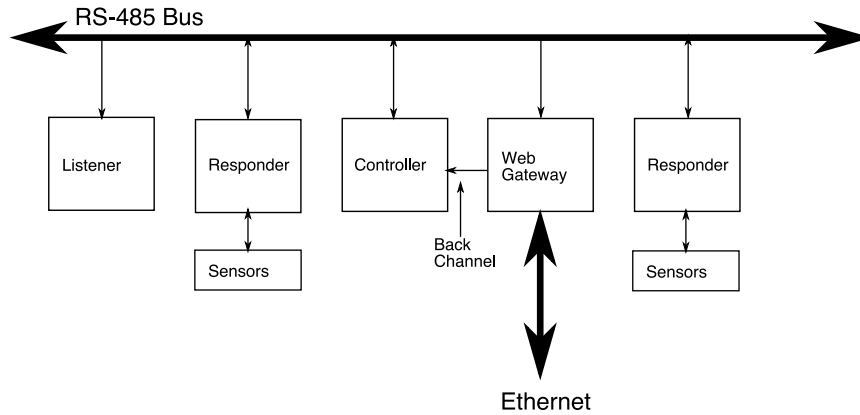 RS-485 Bus
Listener
Responder
Controller
Web
Gateway
Responder
Back
Channel
Sensors
Sensors
Ethernet